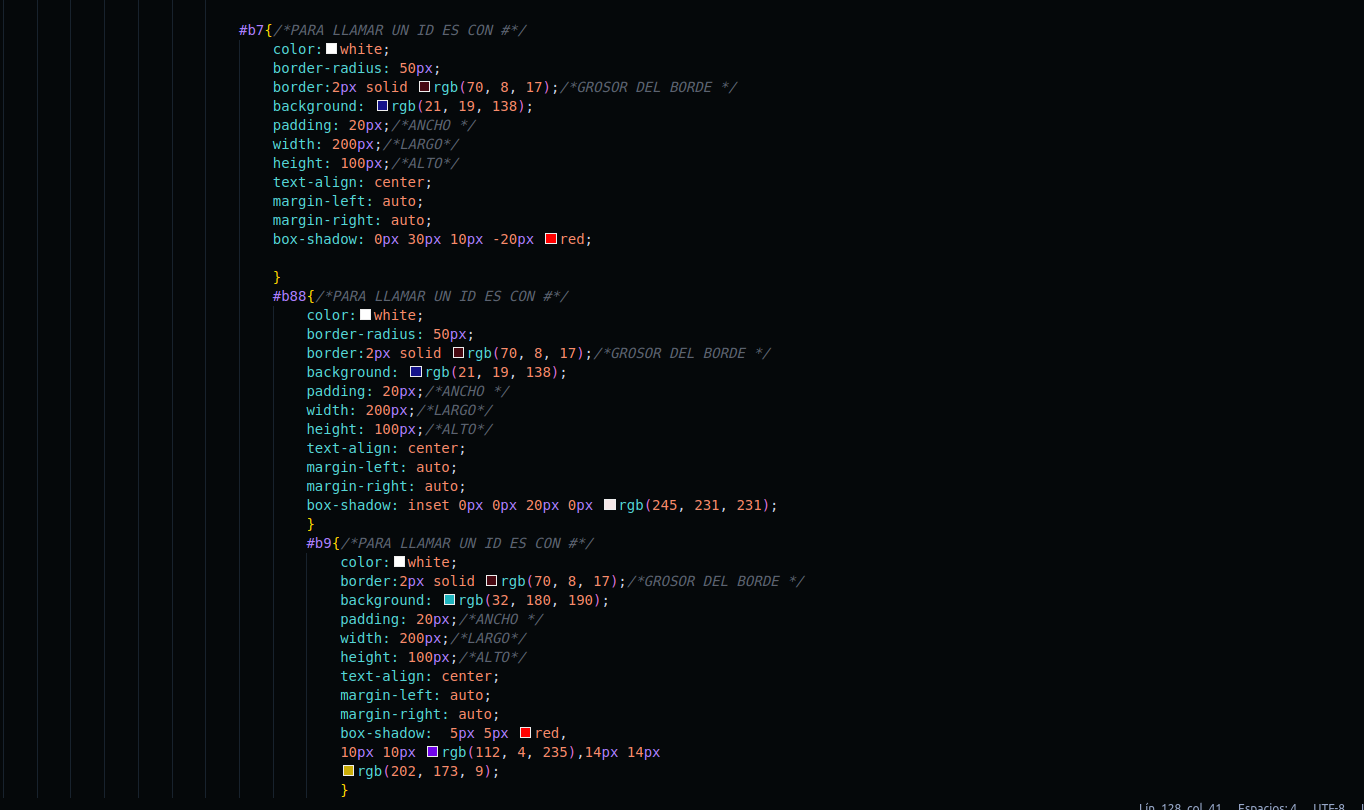 #b7{/*PARA LLAMAR UN ID ES CON #*/
color: white;
border-radius: 50px;
border:2px solid rgb(70, 8, 17);/*GROSOR DEL BORDE */
background: rgb(21, 19, 138);
padding: 20px;/*ANCHO */
width: 200px;/*LARGO*/
height: 100px;/*ALTO*/
text-align: center;
margin-left: auto;
margin-right: auto;
box-shadow: 0px 30px 10px -20px red;
}
#b88{/*PARA LLAMAR UN ID ES CON #*/
color: white;
border-radius: 50px;
border:2px solid rgb(70, 8, 17);/*GROSOR DEL BORDE */
background: rgb(21, 19, 138);
padding: 20px;/*ANCHO */
width: 200px;/*LARGO*/
height: 100px;/*ALTO*/
text-align: center;
margin-left: auto;
margin-right: auto;
box-shadow: inset 0px 0px 20px 0px rgb(245, 231, 231);
}
#b9{/*PARA LLAMAR UN ID ES CON #*/
color: white;
border:2px solid rgb(70, 8, 17);/*GROSOR DEL BORDE */
background: rgb(32, 180, 190);
padding: 20px;/*ANCHO */
width: 200px;/*LARGO*/
height: 100px;/*ALTO*/
text-align: center;
margin-left: auto;
margin-right: auto;
box-shadow:  5px 5px red,
10px 10px rgb(112, 4, 235),14px 14px
rgb(202, 173, 9);
}
Lín. 128, col. 41 Espacios: 4 UTF-8